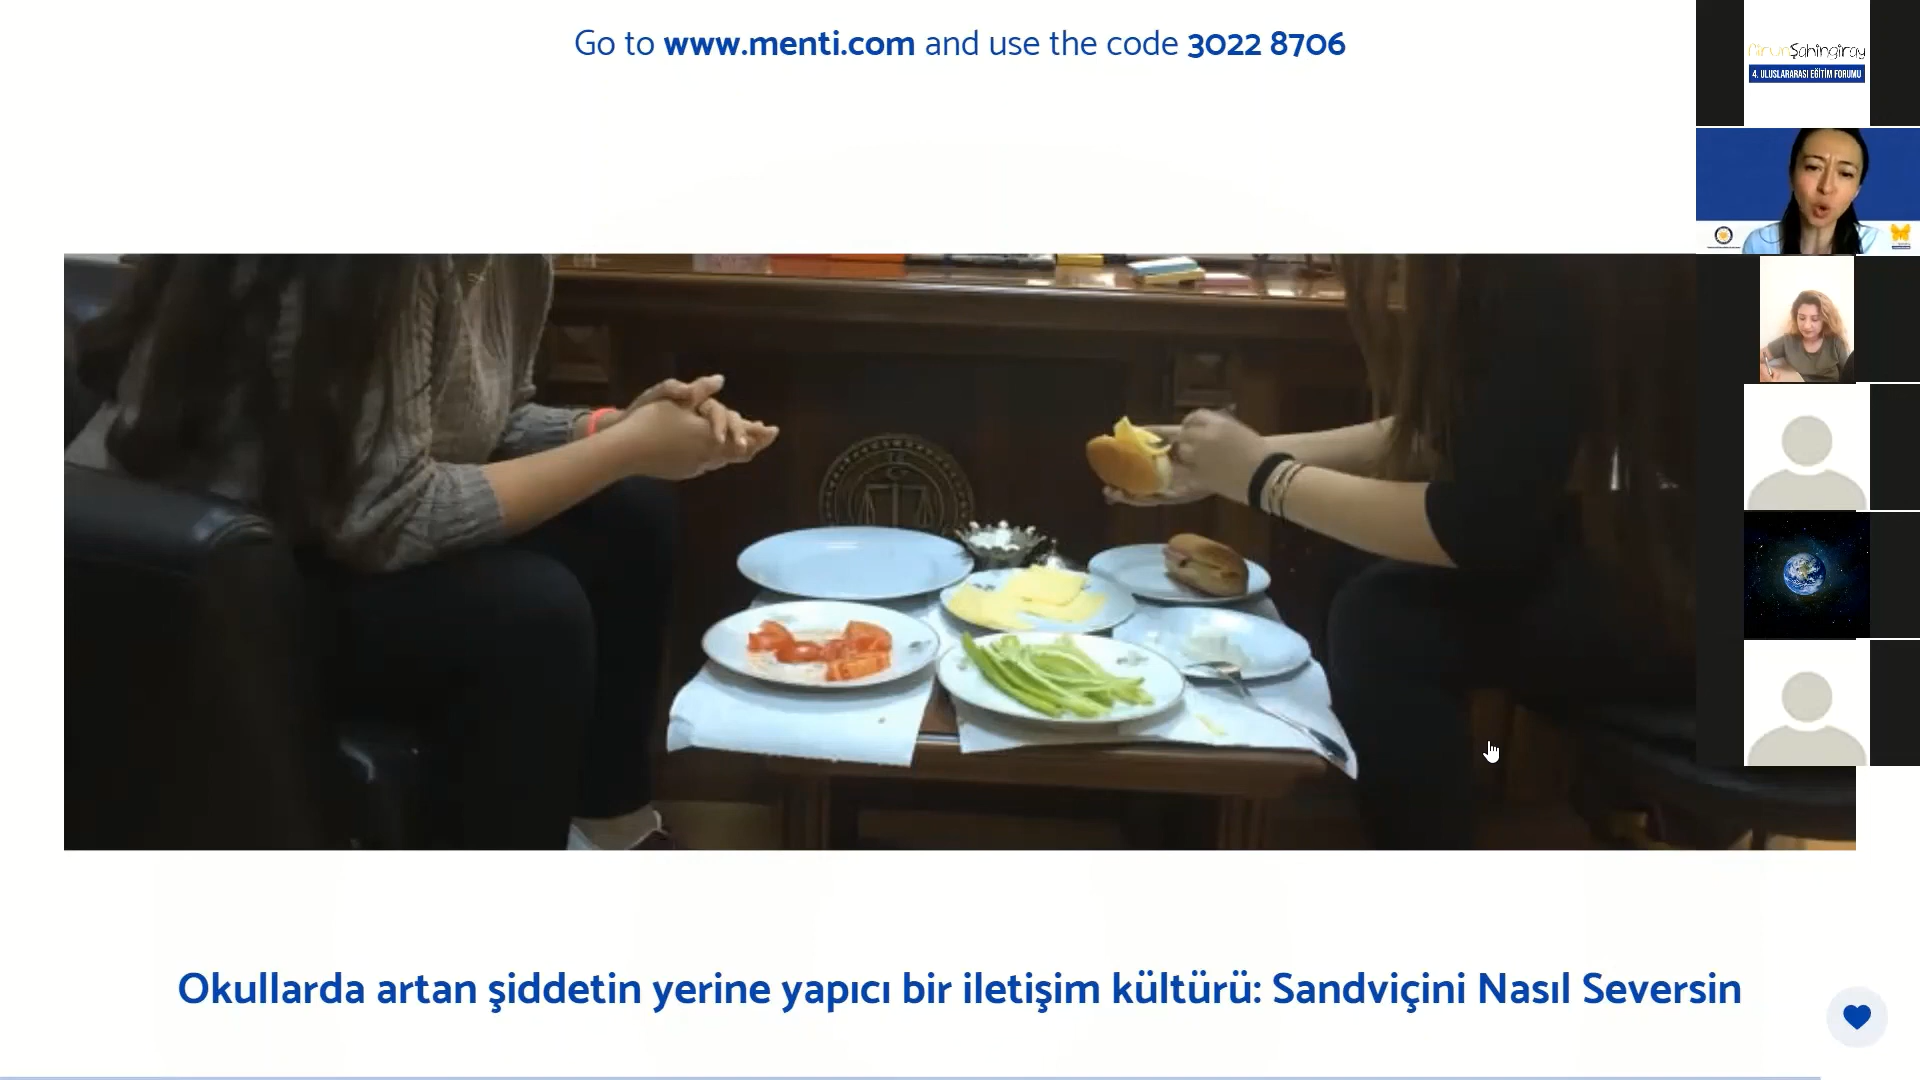 Go to www.menti.com and use the code 3022 8706
FirunŞahingiray
4. ULUSLARARASI EĞİTİM FORUMU
Okullarda artan şiddetin yerine yapıcı bir iletişim kültürü: Sandviçini Nasıl Seversin